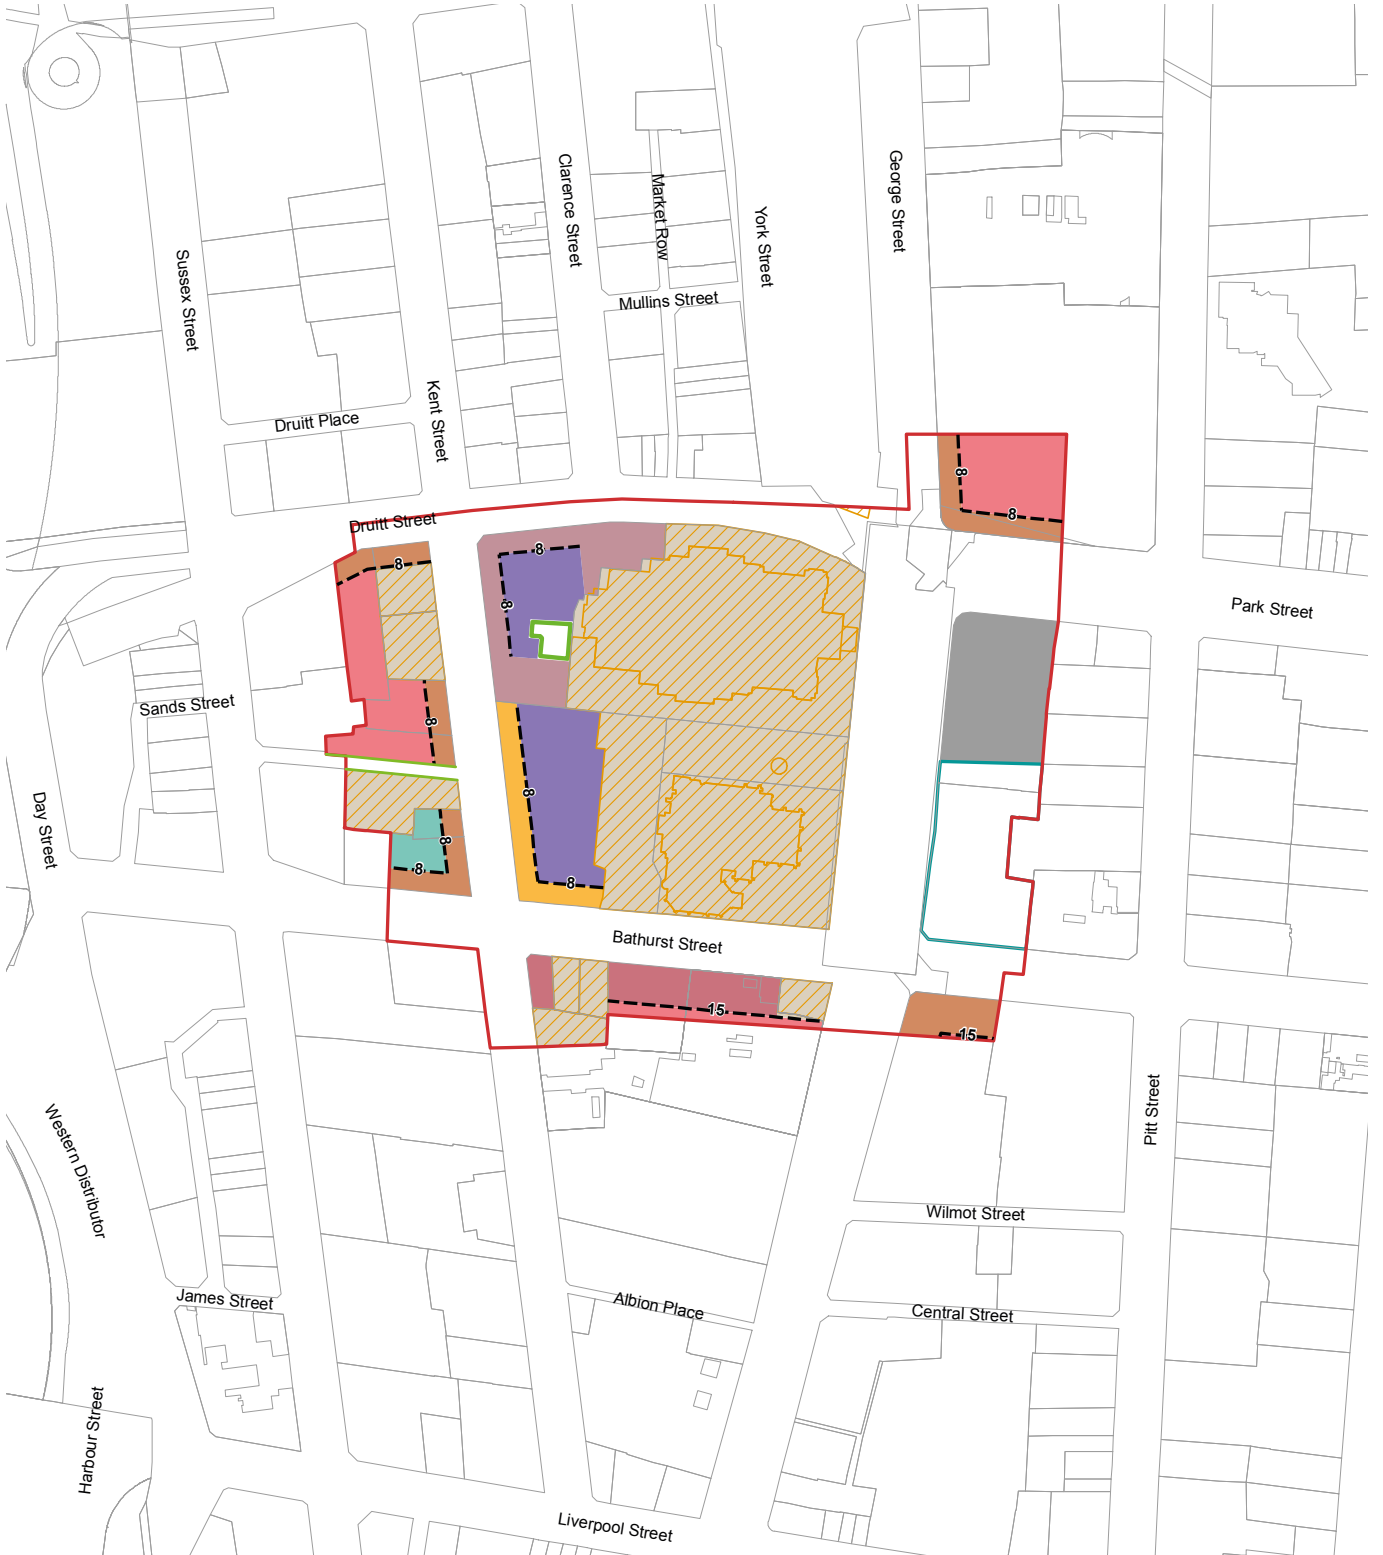 Clarence Street
Market Row
York Street
George Street
Sussex Street
Mullins Street
Kent Street
Druitt Place
8
8
Druitt Street
8
8
8
Park Street
8
Sands Street
8
8
Day Street
8
8
8
Bathurst Street
15
15
Western Distributor
Pitt Street
Wilmot Street
James Street
Albion Place
Central Street
Harbour Street
Liverpool Street